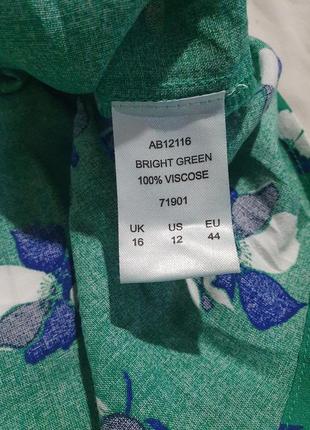 AB12116
BRIGHT GREEN
100% VISCOSE
71901
UK US EU
16 12 44